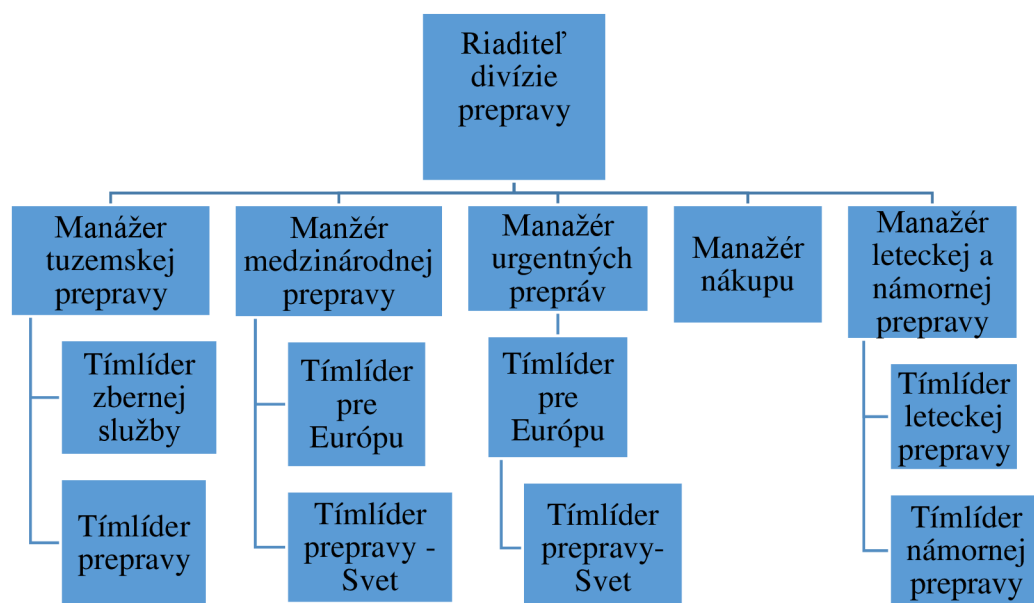 Riaditeľ
divízie
prepravy
Manážer
tuzemskej
prepravy
Manžér
medzinárodnej
prepravy
Manažér
urgentných
prepráv
Manažér
nákupu
Manažér
leteckej a
námornej
prepravy
Tímlíder
zbernej
služby
Tímlíder
prepravy
Tímlíder
pre
Európu
Tímlíder
prepravy -
Svet
Tímlíder
pre
Európu
Tímlíder
prepravy-
Svet
Tímlíder
leteckej
prepravy
Tímlíder
námornej
prepravy